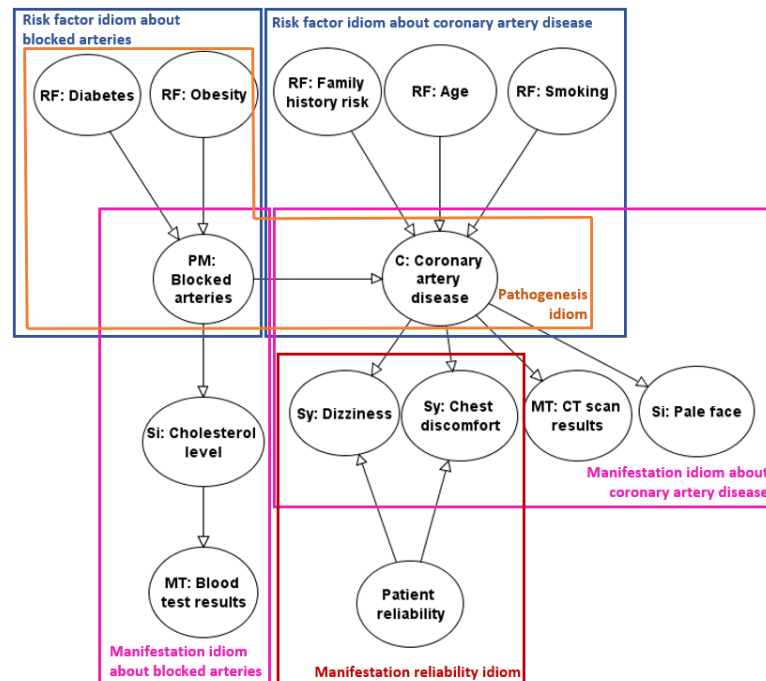 Risk factor idiom about
blocked arteries
Risk factor idiom about coronary artery disease
RF: Diabetes
RF: Obesity
RF: Family
history risk
RF: Age
RF: Smoking
PM:
Blocked
arteries
C: Coronary
artery
disease
Pathogenesis
idiom
Si: Cholesterol
level
Sy: Dizziness
Sy: Chest
discomfort
MT: CT scan
results
Si: Pale face
Manifestation idiom about
coronary artery disease
MT: Blood
test results
Patient
reliability
Manifestation idiom
about blocked arteries
Manifestation reliability idiom